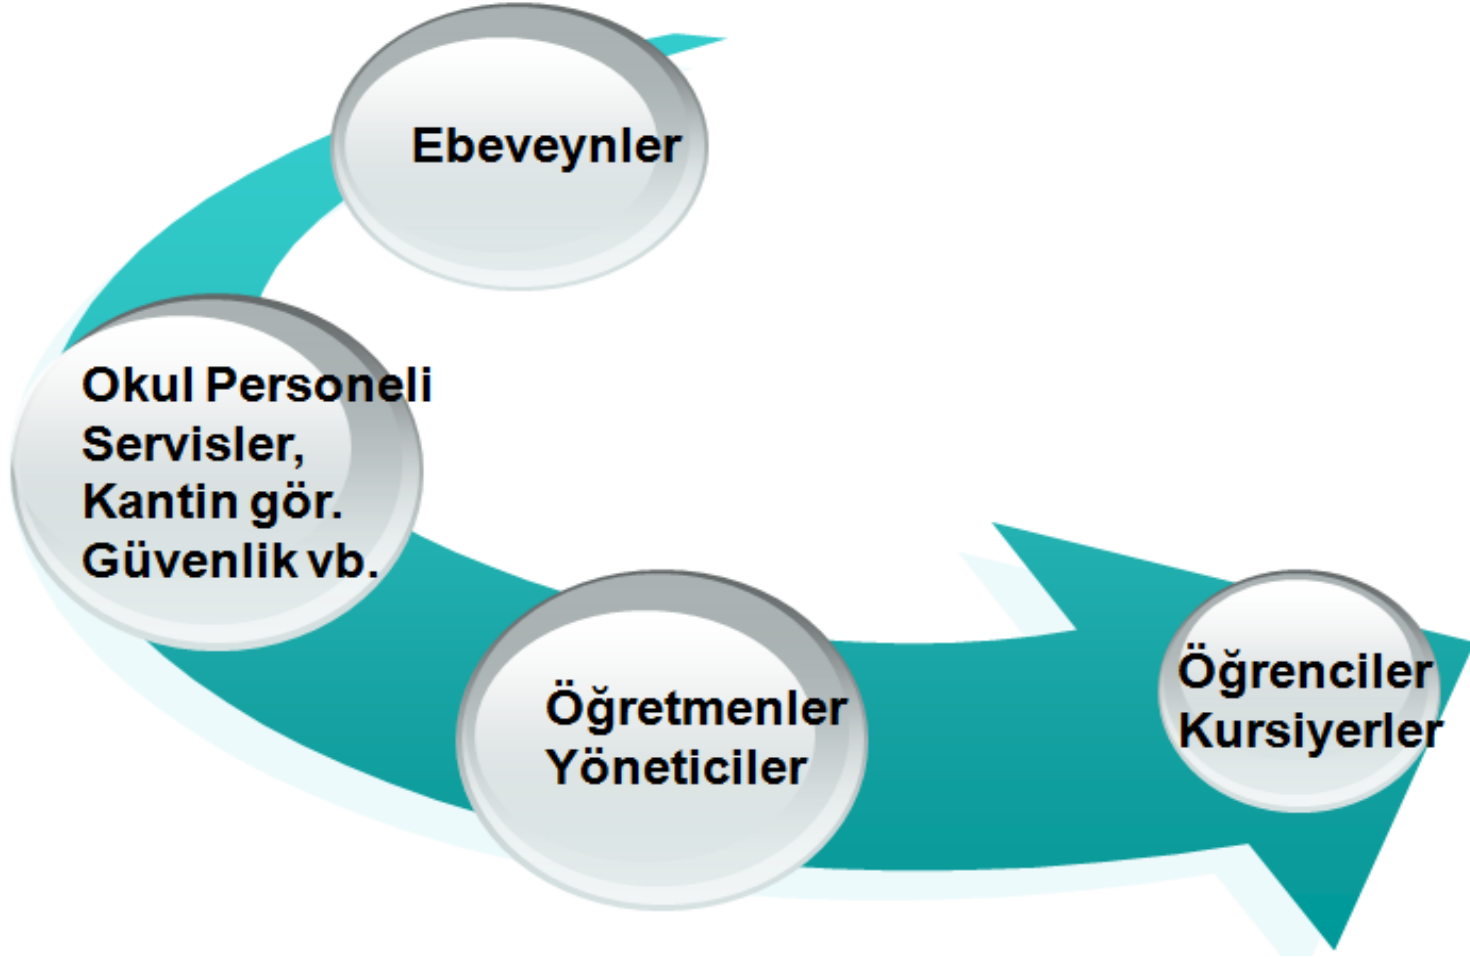 Ebeveynler
Okul Personeli
Servisler,
Kantin gör.
Güvenlik vb.
Öğretmenler
Yöneticiler
Öğrenciler
Kursiyerler